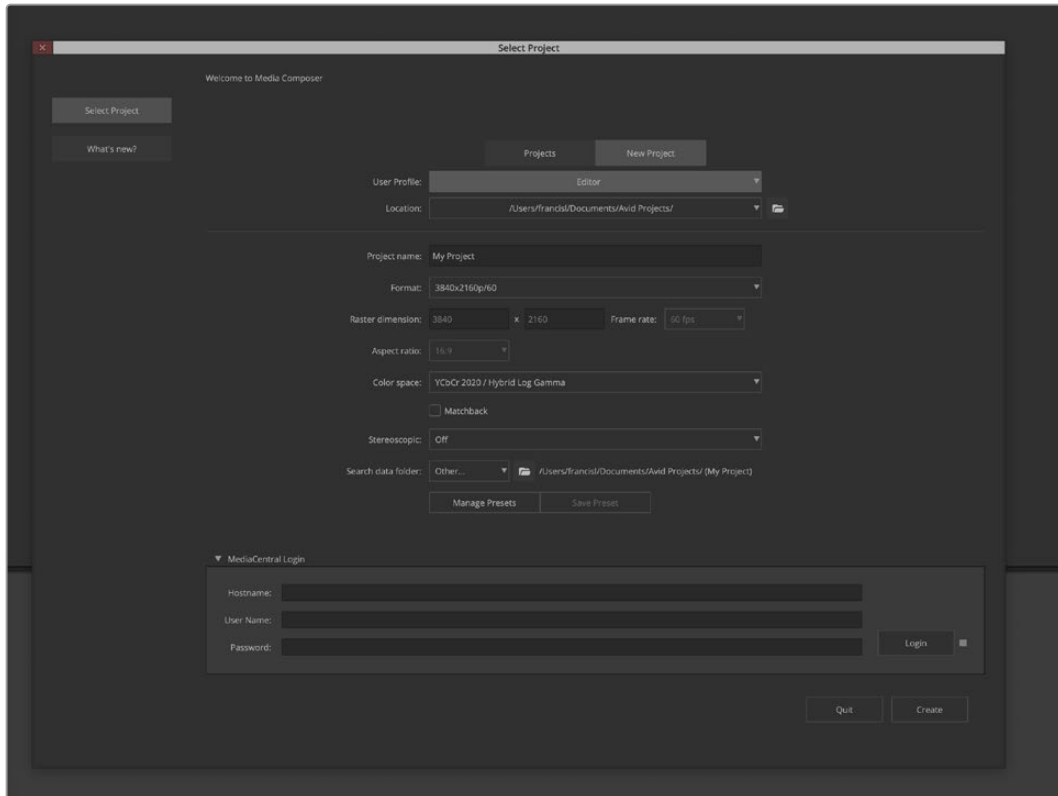 Select Project
Welcome to Media Composer
Select Project
What's new?
Projects New Project
User Profile: Editor
Location: /Users/francisl/Documents/Avid Projects/
Project name: My Project
Format: 3840x2160p/60
Raster dimension: 3840 x 2160 Frame rate: 60 fps
Aspect ratio: 16:9
Color space: YCbCr 2020 / Hybrid Log Gamma
Matchback
Stereoscopic: Off
Search data folder: Other... /Users/francisl/Documents/Avid Projects/ (My Project)
Manage Presets Save Preset
MediaCentral Login
Hostname:
User Name:
Password:
Login
Quit Create